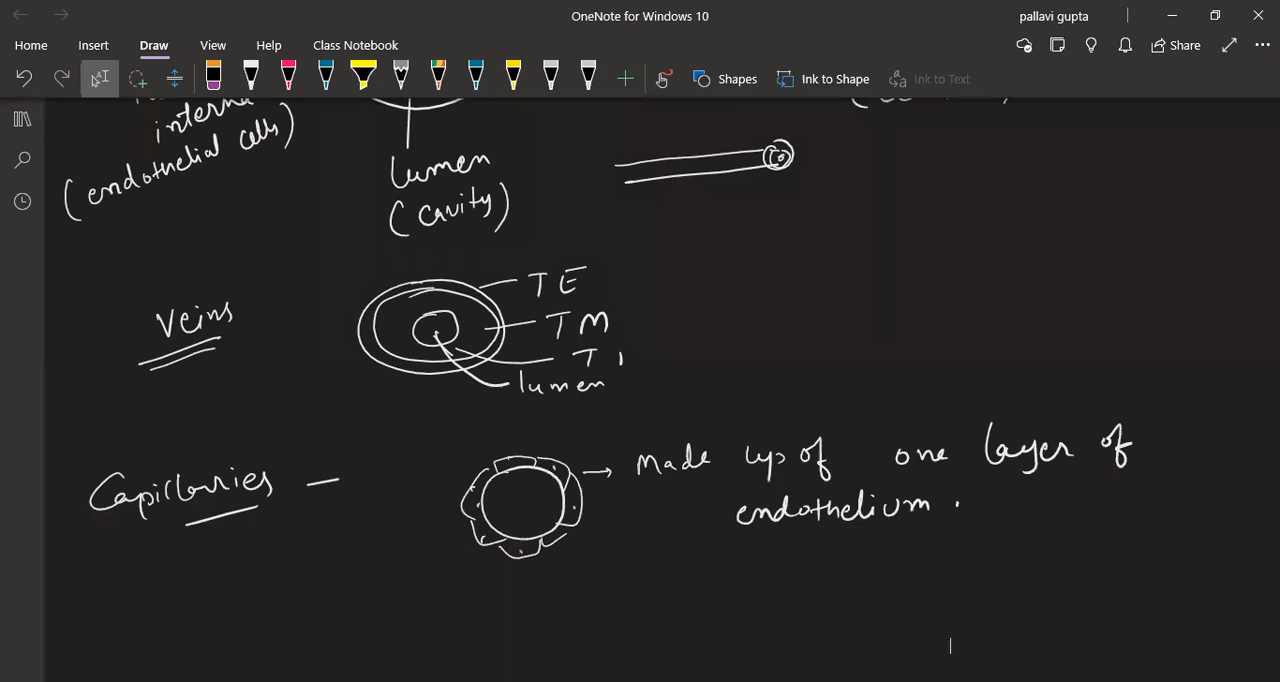 OneNote for Windows 10
pallavi gupta
Home Insert Draw View Help Class Notebook
Share
Shapes
Ink to Shape
Ink to Text
interna
(endothelial cells)
lumen
(cavity)
Veins
TE
TM
T I
lumen
Capillaries -
→ Made up of one layer of
endothelium.